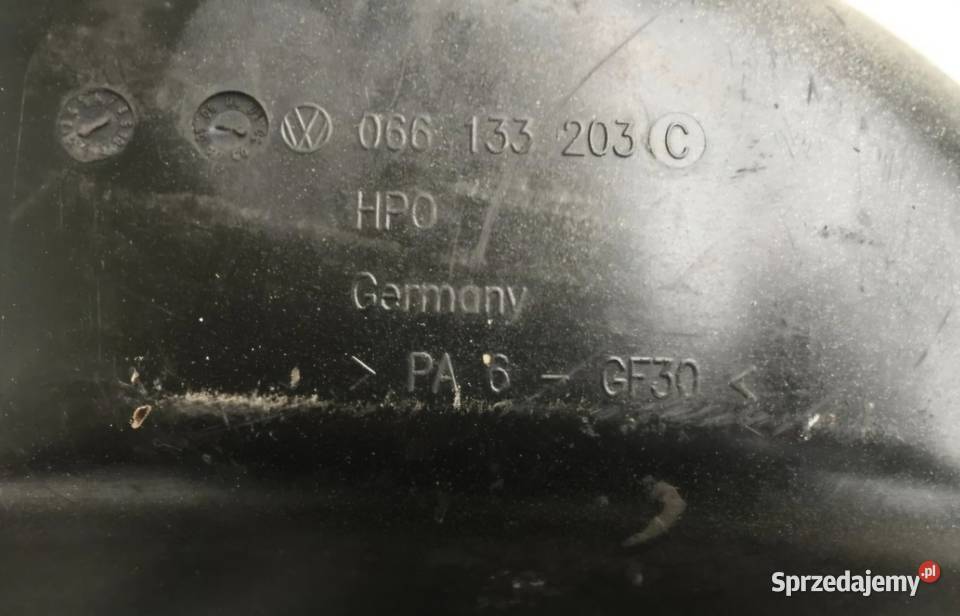 066 133 203 C
HPO
Germany
> PA 6 - GF30 <
Sprzedajemy.pl